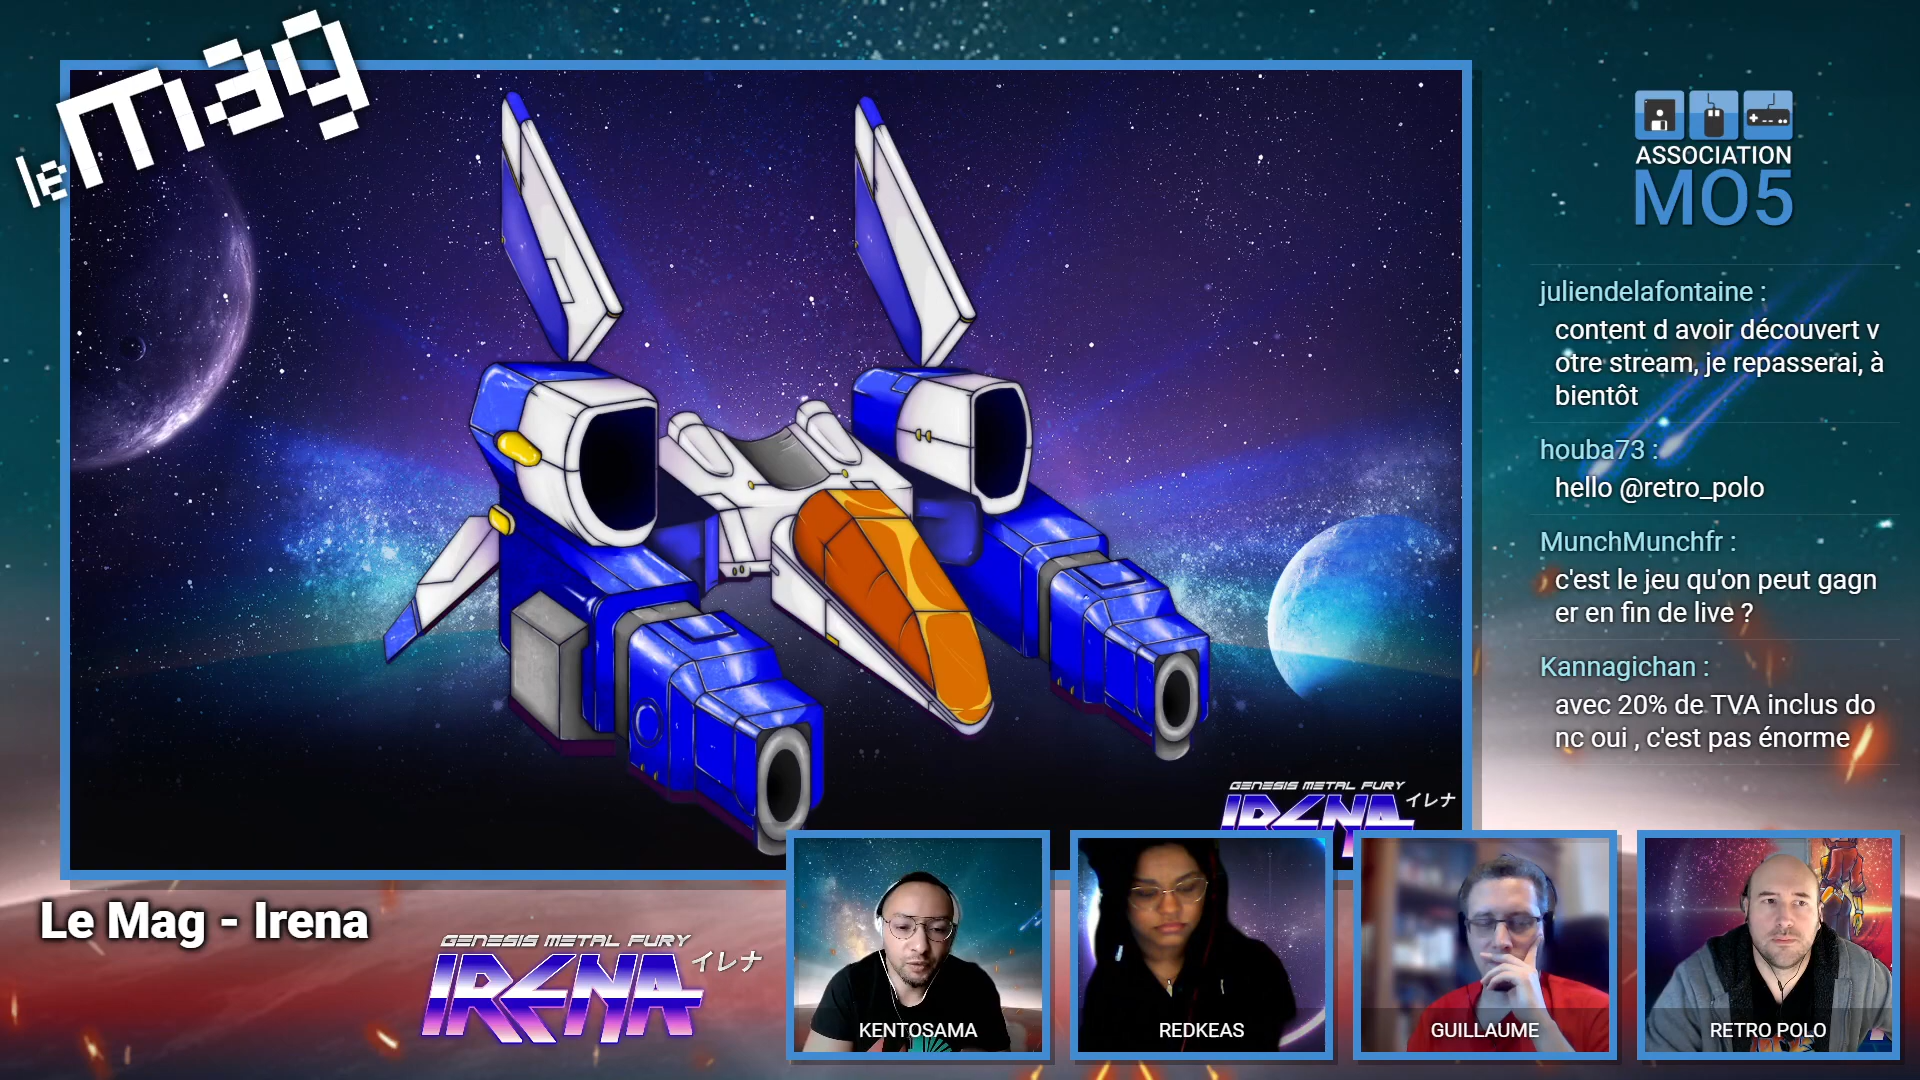 le mag
ASSOCIATION
MO5
juliendelafontaine :
content d avoir découvert v
otre stream, je repasserai, à
bientôt
houba73 :
hello @retro_polo
MunchMunchfr :
c'est le jeu qu'on peut gagn
er en fin de live ?
Kannagichan :
avec 20% de TVA inclus do
nc oui , c'est pas énorme
GENESIS METAL FURY
IRENA イレナ
Le Mag - Irena
GENESIS METAL FURY
IRENA イレナ
KENTOSAMA
REDKEAS
GUILLAUME
RETRO POLO